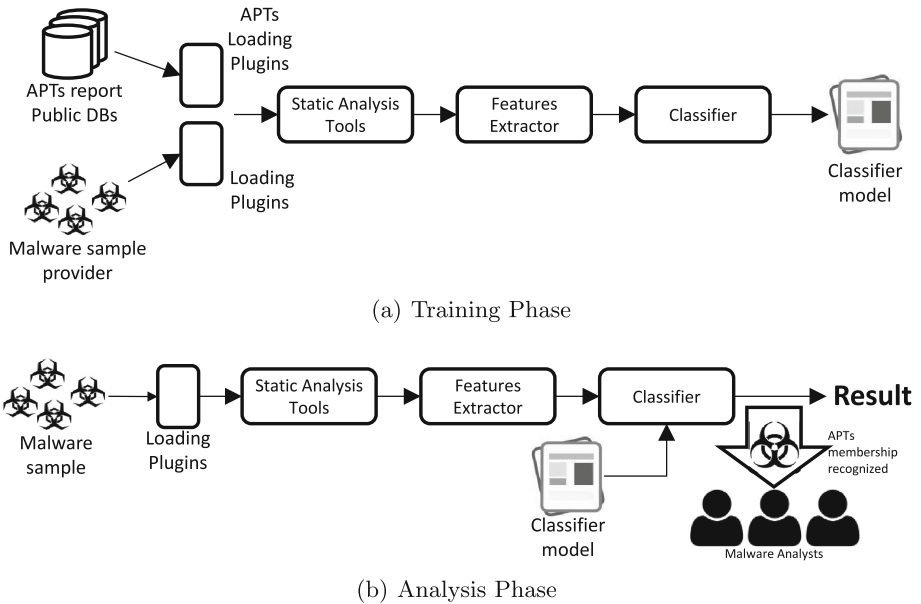 APTs
Loading
Plugins
APTs report
Public DBs
Static Analysis
Tools
Features
Extractor
Classifier
Loading
Plugins
Classifier
model
Malware sample
provider
(a) Training Phase
Static Analysis
Tools
Features
Extractor
Classifier
Result
Malware
sample
Loading
Plugins
APTs
membership
recognized
Classifier
model
Malware Analysts
(b) Analysis Phase